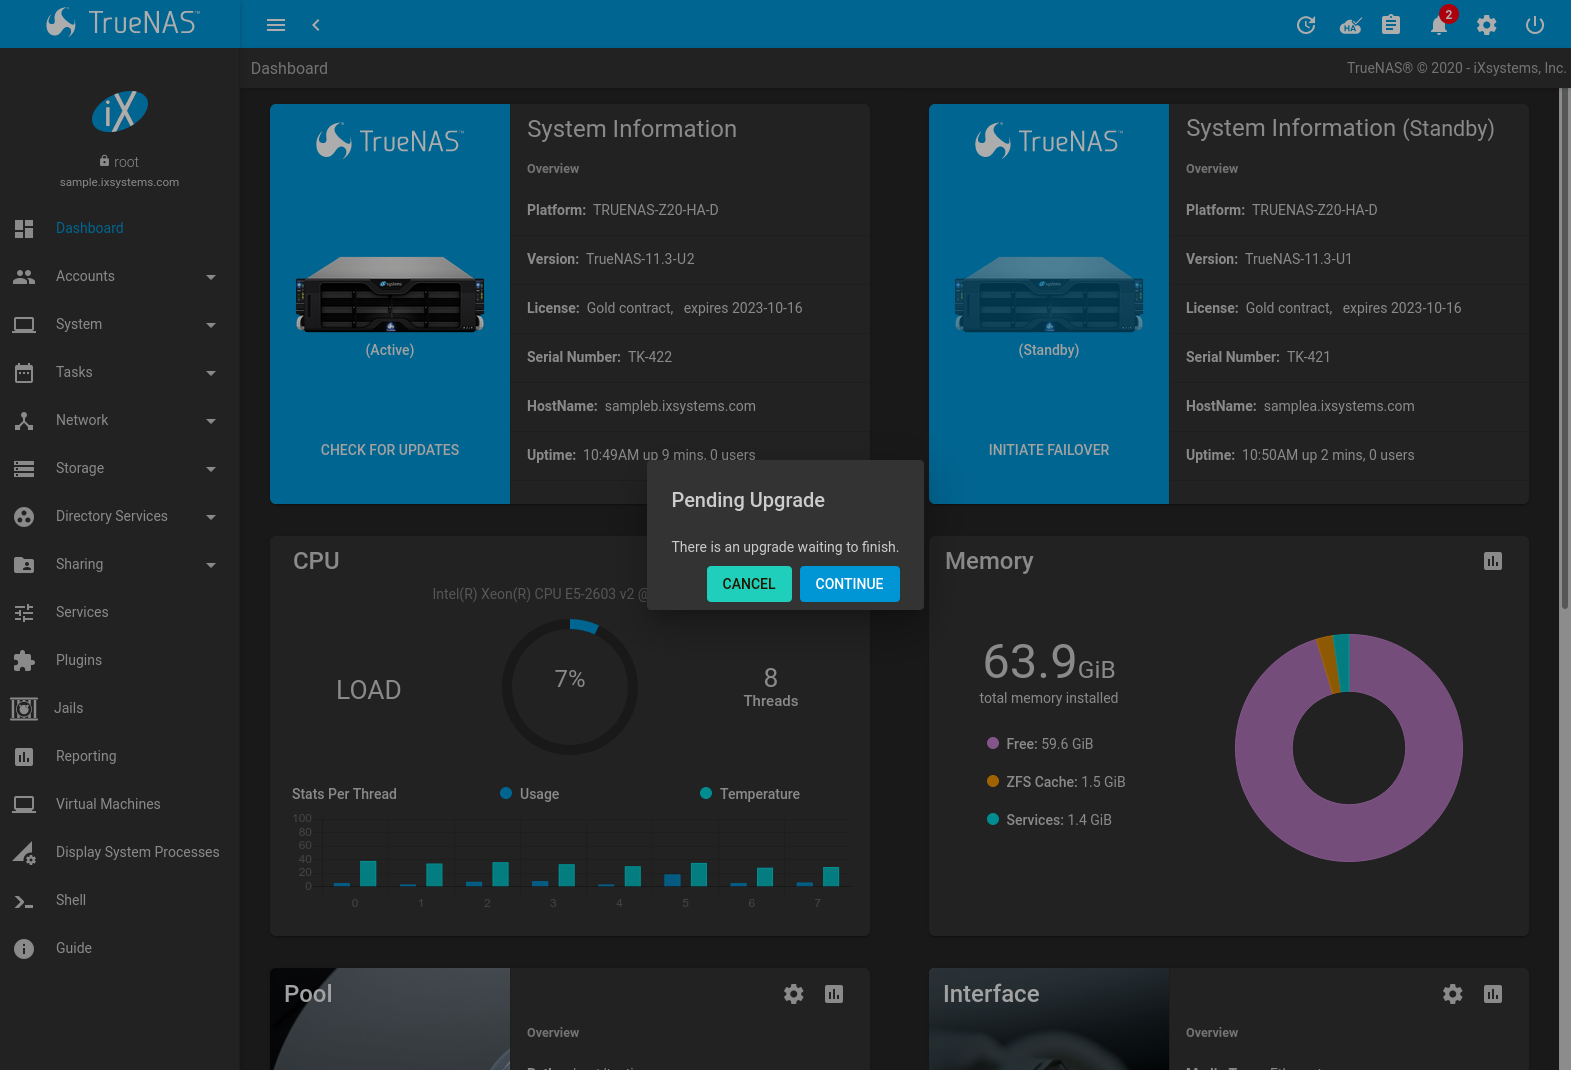 TrueNAS™
HA
2
Dashboard
TrueNAS® © 2020 - iXsystems, Inc.
iX
root
sample.ixsystems.com
Dashboard
Accounts
System
Tasks
Network
Storage
Directory Services
Sharing
Services
Plugins
Jails
Reporting
Virtual Machines
Display System Processes
Shell
Guide
TrueNAS™
(Active)
CHECK FOR UPDATES
System Information
Overview
Platform: TRUENAS-Z20-HA-D
Version: TrueNAS-11.3-U2
License: Gold contract, expires 2023-10-16
Serial Number: TK-422
HostName: sampleb.ixsystems.com
Uptime: 10:49AM up 9 mins, 0 users
TrueNAS™
(Standby)
INITIATE FAILOVER
System Information (Standby)
Overview
Platform: TRUENAS-Z20-HA-D
Version: TrueNAS-11.3-U1
License: Gold contract, expires 2023-10-16
Serial Number: TK-421
HostName: samplea.ixsystems.com
Uptime: 10:50AM up 2 mins, 0 users
Pending Upgrade
There is an upgrade waiting to finish.
CANCEL CONTINUE
CPU
Intel(R) Xeon(R) CPU E5-2603 v2 @
LOAD
7%
8
Threads
Stats Per Thread Usage Temperature
100
80
60
40
20
0
0 1 2 3 4 5 6 7
Memory
63.9GiB
total memory installed
Free: 59.6 GiB
ZFS Cache: 1.5 GiB
Services: 1.4 GiB
Pool
Overview
Interface
Overview